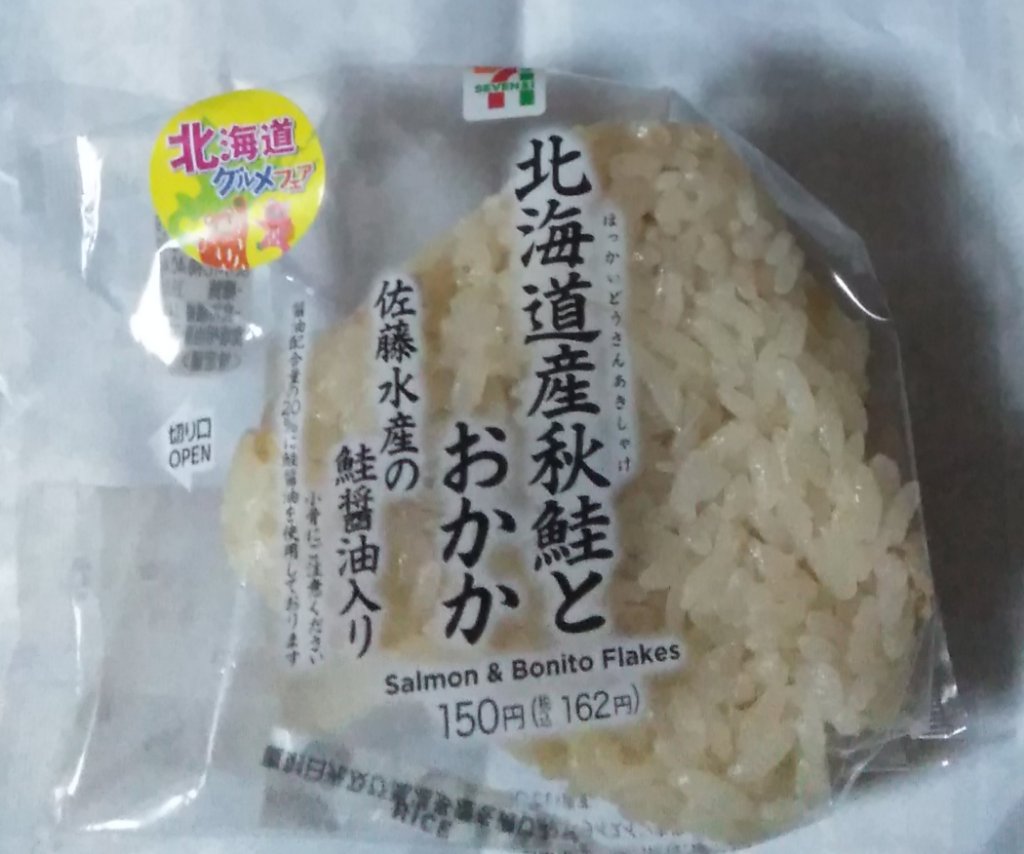 SEVEN
北海道
グルメフェア
北海道産秋鮭と
ほっかいどうさんあきしゃけ
おかか
佐藤水産の
鮭醤油入り
小骨にご注意ください
醤油配合量の20%に鮭醤油を使用しております
切り口
OPEN
Salmon & Bonito Flakes
150円(税込 162円)